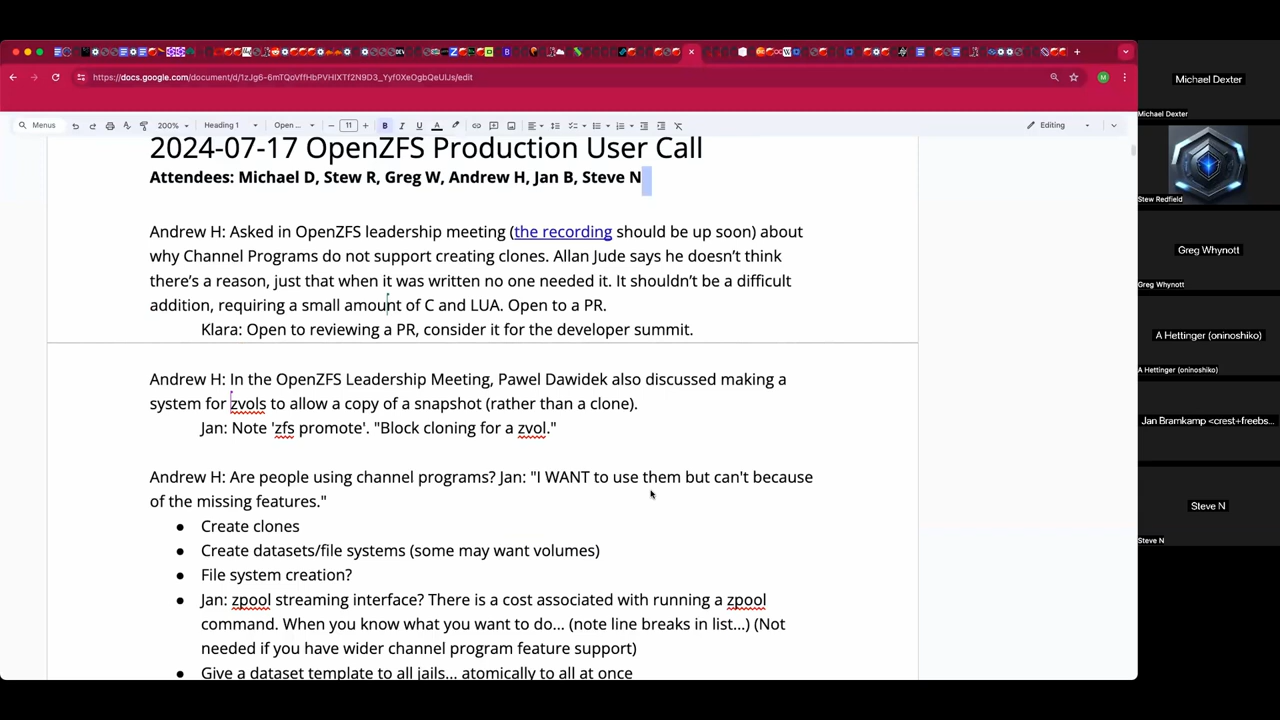 https://docs.google.com/document/d/1zJg6-6mTQoVffHbPVHIXTf2N9D3_Yyf0XeOgbQeUIJs/edit
M
Menus
200%
Heading 1
Open ...
11
Editing
2024-07-17 OpenZFS Production User Call
Attendees: Michael D, Stew R, Greg W, Andrew H, Jan B, Steve N
Andrew H: Asked in OpenZFS leadership meeting (the recording should be up soon) about
why Channel Programs do not support creating clones. Allan Jude says he doesn't think
there's a reason, just that when it was written no one needed it. It shouldn't be a difficult
addition, requiring a small amount of C and LUA. Open to a PR.
Klara: Open to reviewing a PR, consider it for the developer summit.
Andrew H: In the OpenZFS Leadership Meeting, Pawel Dawidek also discussed making a
system for zvols to allow a copy of a snapshot (rather than a clone).
Jan: Note 'zfs promote'. "Block cloning for a zvol."
Andrew H: Are people using channel programs? Jan: "I WANT to use them but can't because
of the missing features."
● Create clones
● Create datasets/file systems (some may want volumes)
● File system creation?
● Jan: zpool streaming interface? There is a cost associated with running a zpool
command. When you know what you want to do... (note line breaks in list...) (Not
needed if you have wider channel program feature support)
● Give a dataset template to all jails... atomically to all at once
Michael Dexter
Michael Dexter
Stew Redfield
Greg Whynott
Greg Whynott
A Hettinger (oninoshiko)
A Hettinger (oninoshiko)
Jan Bramkamp <crest+freebs...
Steve N
Steve N